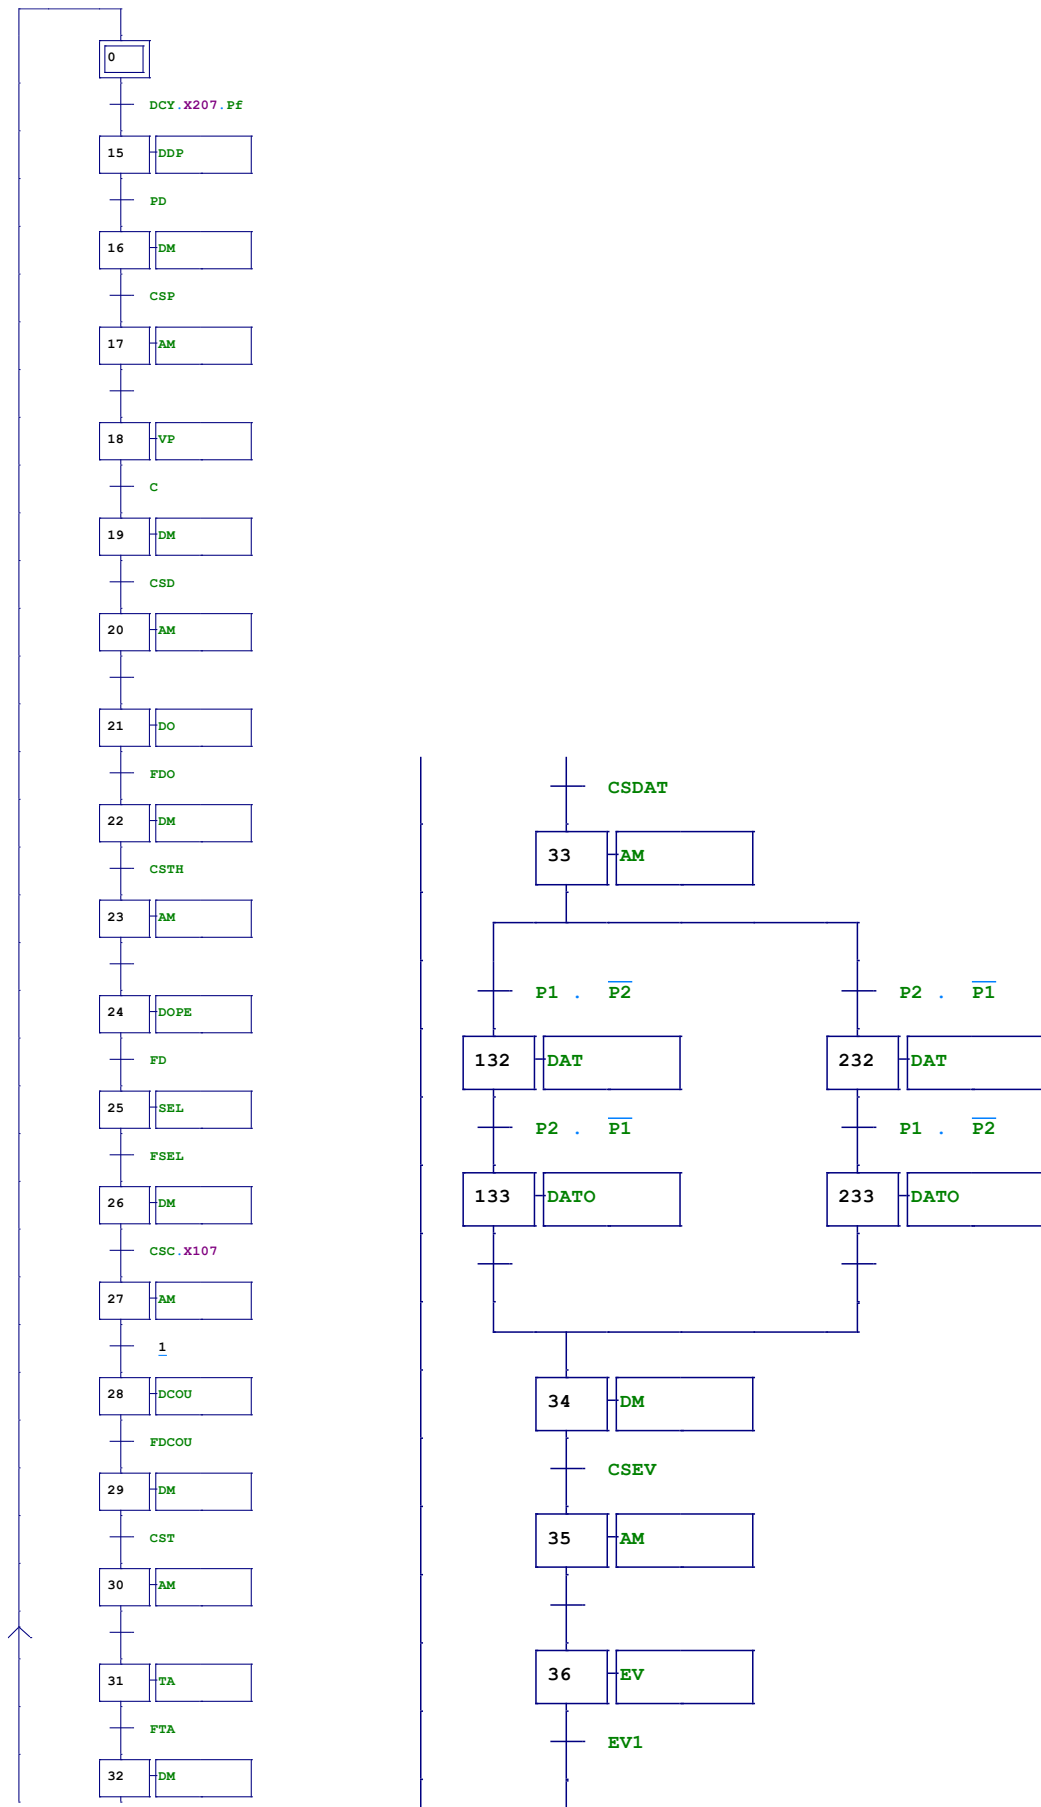 0
DCY.X207.Pf
15 DDP
PD
16 DM
CSP
17 AM
18 VP
C
19 DM
CSD
20 AM
21 DO
FDO
22 DM
CSTH
23 AM
24 DOPE
FD
25 SEL
FSEL
26 DM
CSC.X107
27 AM
1
28 DCOU
FDCOU
29 DM
CST
30 AM
31 TA
FTA
32 DM
CSDAT
33 AM
P1 . P̅2̅ P2 . P̅1̅
132 DAT 232 DAT
P2 . P̅1̅ P1 . P̅2̅
133 DATO 233 DATO
34 DM
CSEV
35 AM
36 EV
EV1